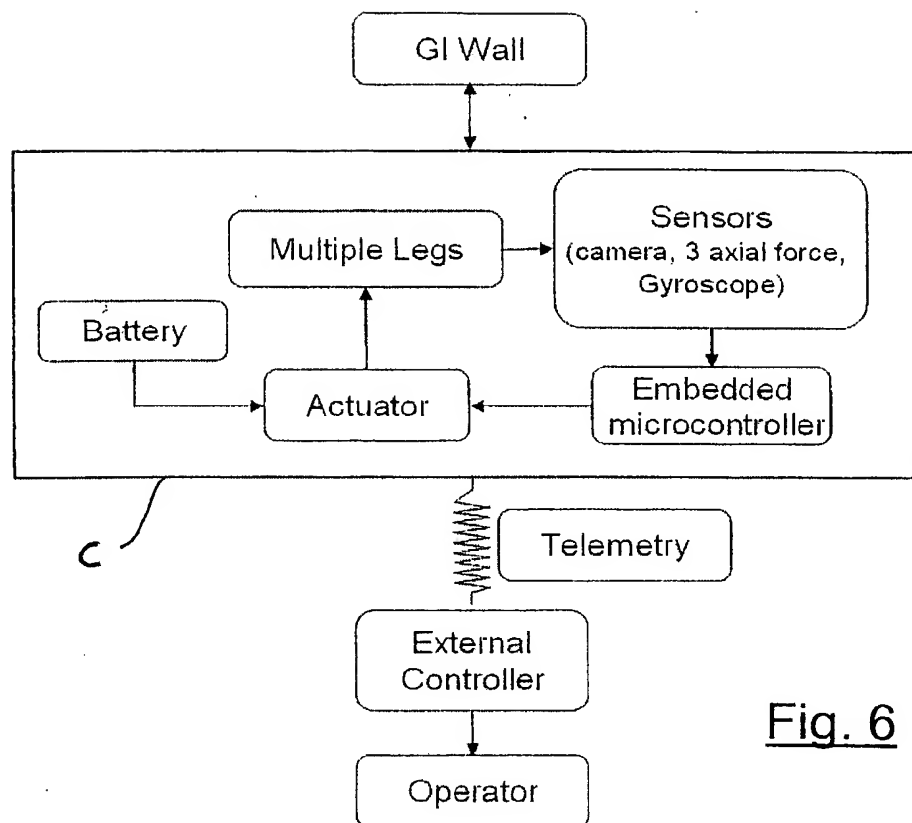 GI Wall
Sensors
(camera, 3 axial force,
Gyroscope)
Multiple Legs
Battery
Actuator
Embedded
microcontroller
C
Telemetry
External
Controller
Operator
Fig. 6